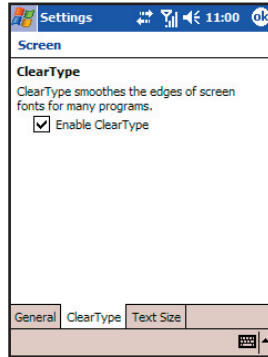 Settings 11:00 ok
Screen
ClearType
ClearType smoothes the edges of screen
fonts for many programs.
Enable ClearType
General ClearType Text Size